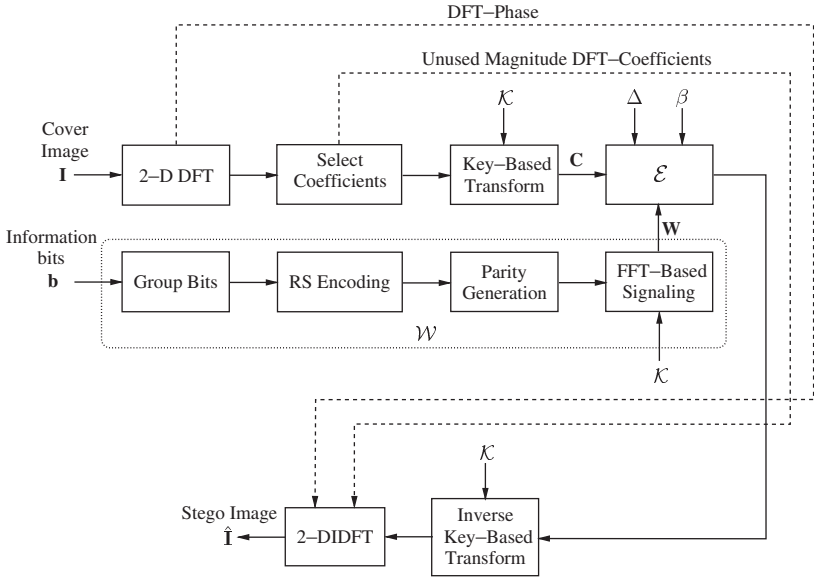 DFT–Phase
Unused Magnitude DFT–Coefficients
𝒦
Δ
β
Cover
Image
I
2–D DFT
Select
Coefficients
Key–Based
Transform
C
ℰ
W
Information
bits
b
Group Bits
RS Encoding
Parity
Generation
FFT–Based
Signaling
𝒲
𝒦
𝒦
Stego Image
Î
2–DIDFT
Inverse
Key–Based
Transform